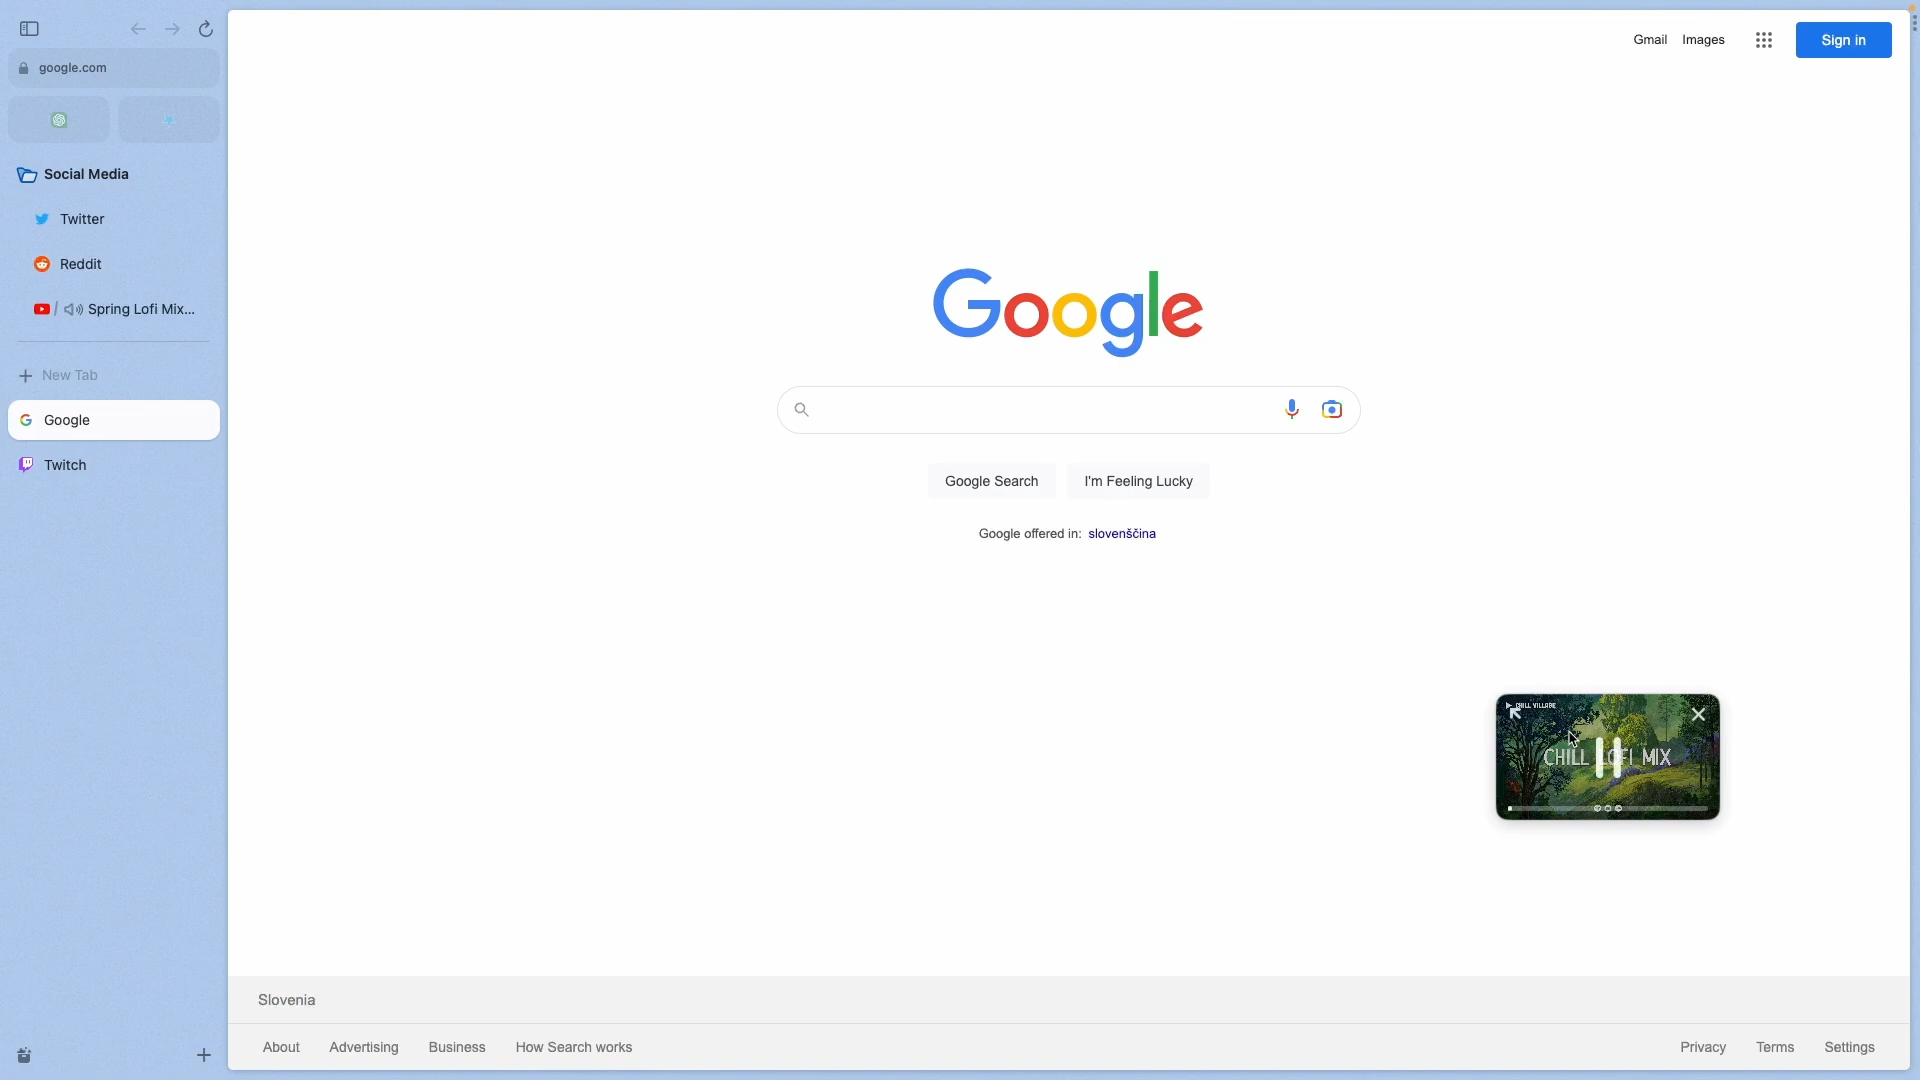 google.com
Social Media
Twitter
Reddit
/ Spring Lofi Mix...
New Tab
Google
Twitch
Gmail Images
Sign in
Google
Google Search I'm Feeling Lucky
Google offered in: slovenščina
CHILL VILLAGE
CHILL LOFI MIX
Slovenia
About Advertising Business How Search works
Privacy Terms Settings